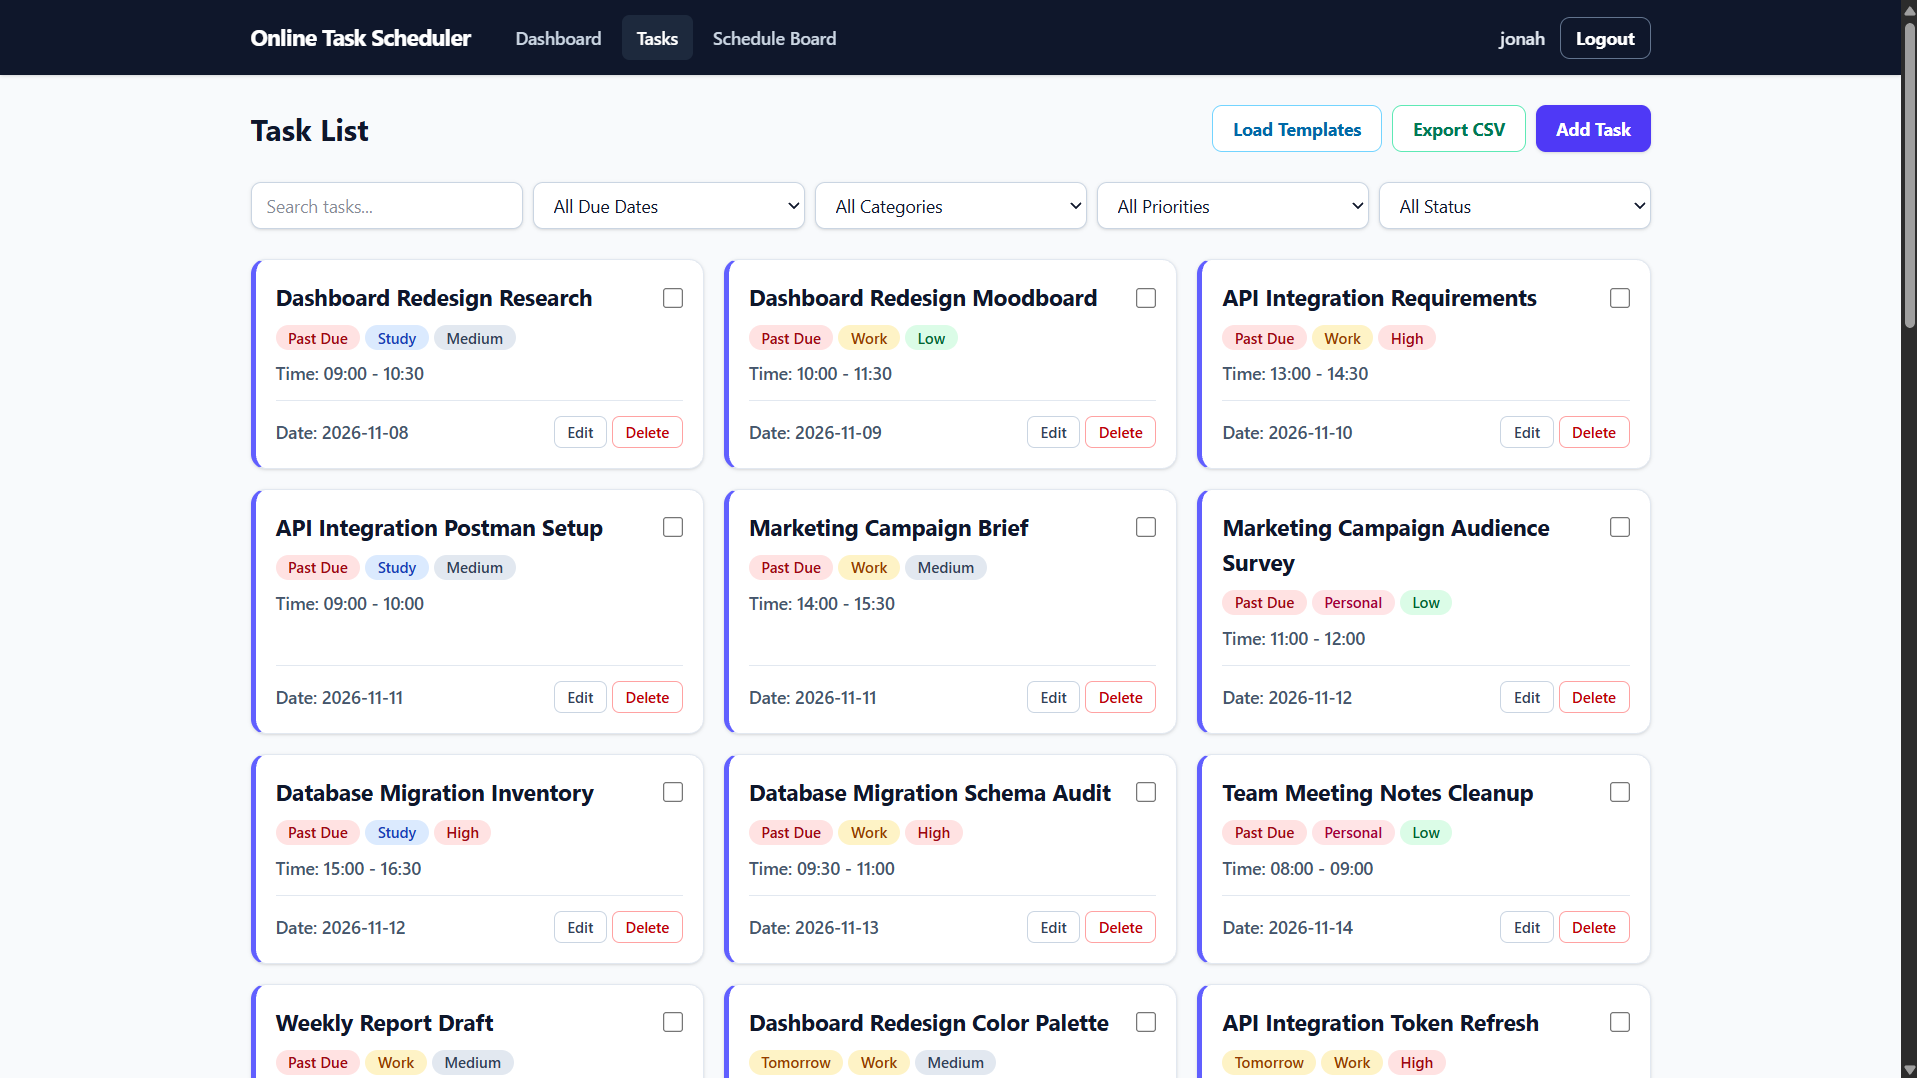 Online Task Scheduler Dashboard Tasks Schedule Board jonah Logout
Task List Load Templates Export CSV Add Task
Search tasks... All Due Dates All Categories All Priorities All Status
Dashboard Redesign Research
Past Due Study Medium
Time: 09:00 - 10:30
Date: 2026-11-08 Edit Delete
Dashboard Redesign Moodboard
Past Due Work Low
Time: 10:00 - 11:30
Date: 2026-11-09 Edit Delete
API Integration Requirements
Past Due Work High
Time: 13:00 - 14:30
Date: 2026-11-10 Edit Delete
API Integration Postman Setup
Past Due Study Medium
Time: 09:00 - 10:00
Date: 2026-11-11 Edit Delete
Marketing Campaign Brief
Past Due Work Medium
Time: 14:00 - 15:30
Date: 2026-11-11 Edit Delete
Marketing Campaign Audience
Survey
Past Due Personal Low
Time: 11:00 - 12:00
Date: 2026-11-12 Edit Delete
Database Migration Inventory
Past Due Study High
Time: 15:00 - 16:30
Date: 2026-11-12 Edit Delete
Database Migration Schema Audit
Past Due Work High
Time: 09:30 - 11:00
Date: 2026-11-13 Edit Delete
Team Meeting Notes Cleanup
Past Due Personal Low
Time: 08:00 - 09:00
Date: 2026-11-14 Edit Delete
Weekly Report Draft
Past Due Work Medium
Dashboard Redesign Color Palette
Tomorrow Work Medium
API Integration Token Refresh
Tomorrow Work High